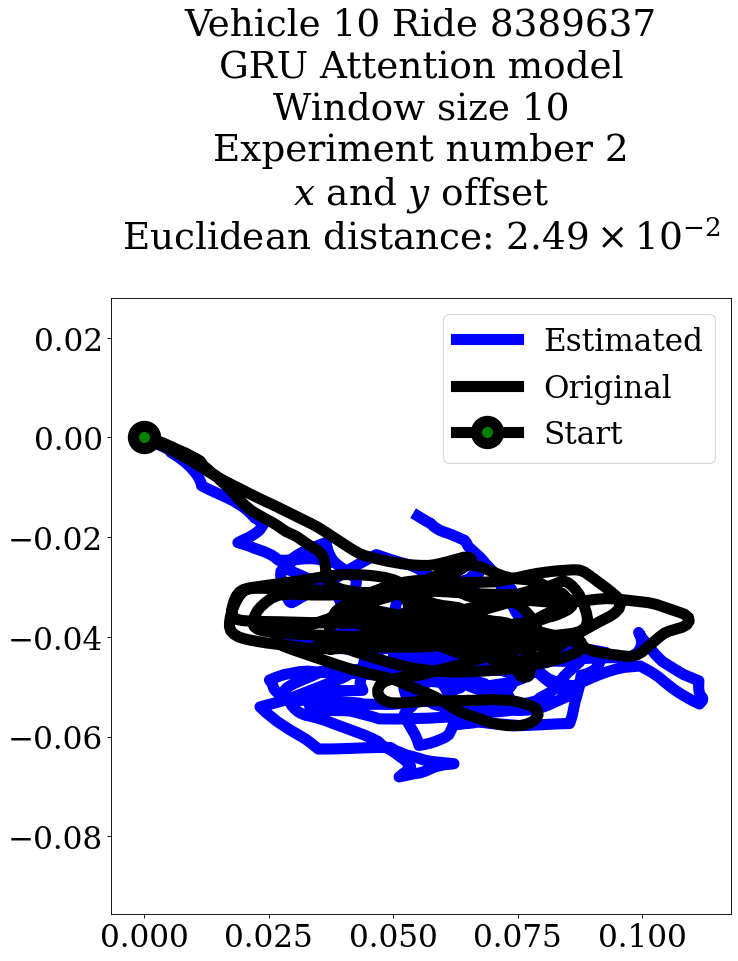 Vehicle 10 Ride 8389637
GRU Attention model
Window size 10
Experiment number 2
x and y offset
Euclidean distance: 2.49 × 10⁻²
Estimated
Original
Start
0.02
0.00
−0.02
−0.04
−0.06
−0.08
0.000 0.025 0.050 0.075 0.100